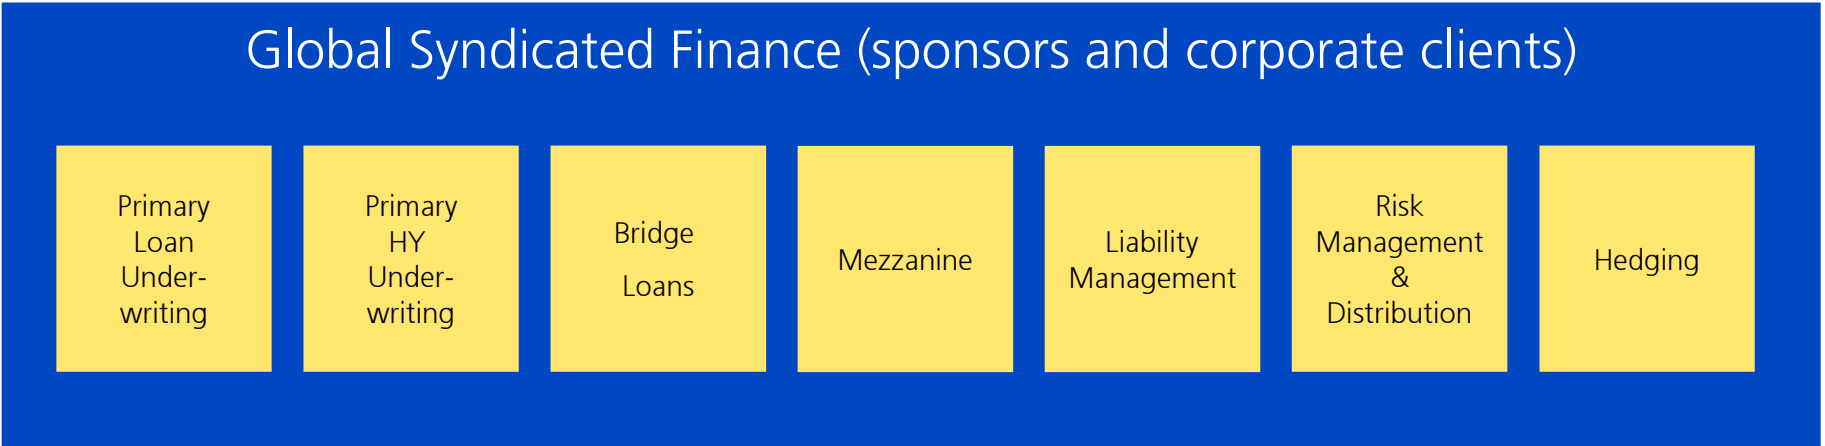 Global Syndicated Finance (sponsors and corporate clients)
Primary
Loan
Under-
writing
Primary
HY
Under-
writing
Bridge
Loans
Mezzanine
Liability
Management
Risk
Management
&
Distribution
Hedging